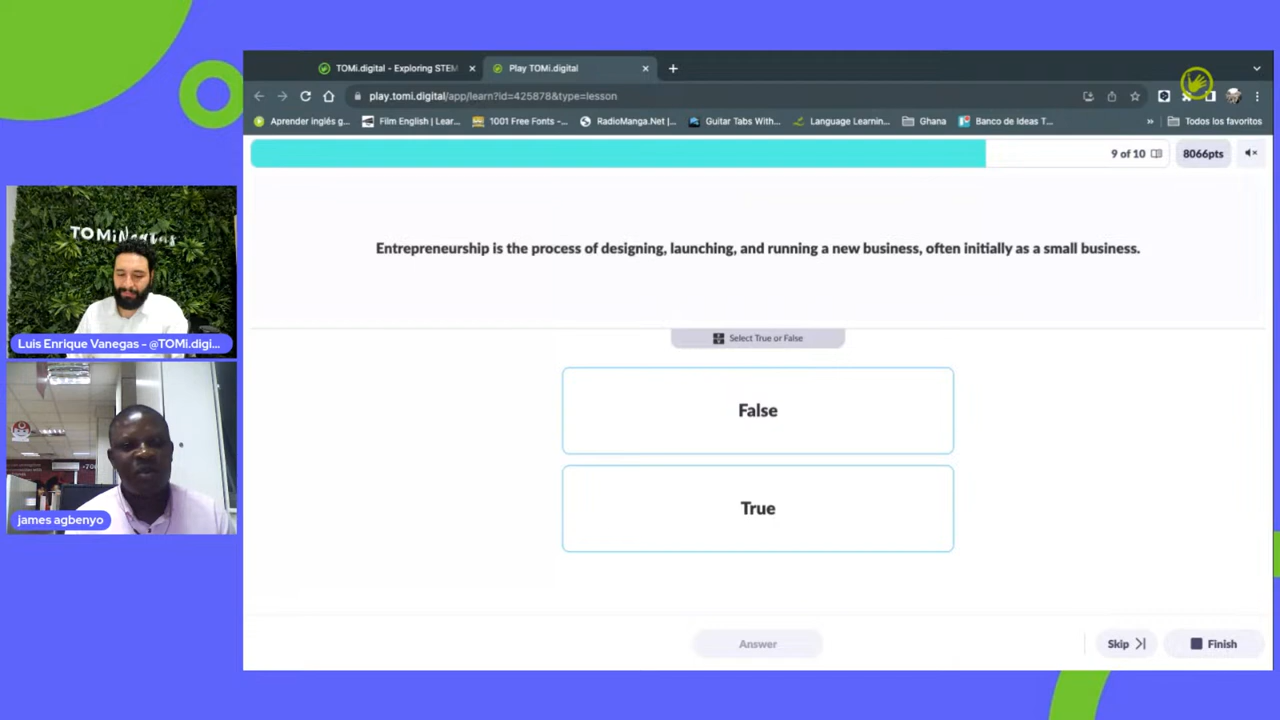 TOMi.digital - Exploring STEM
Play TOMi.digital
play.tomi.digital/app/learn?id=425878&type=lesson
Aprender inglés g...
Film English | Lear...
1001 Free Fonts -...
RadioManga.Net |...
Guitar Tabs With...
Language Learnin...
Ghana
Banco de Ideas T...
»
Todos los favoritos
9 of 10
8066pts
Entrepreneurship is the process of designing, launching, and running a new business, often initially as a small business.
Select True or False
False
True
Answer
Skip
Finish
Luis Enrique Vanegas - @TOMi.digi...
james agbenyo